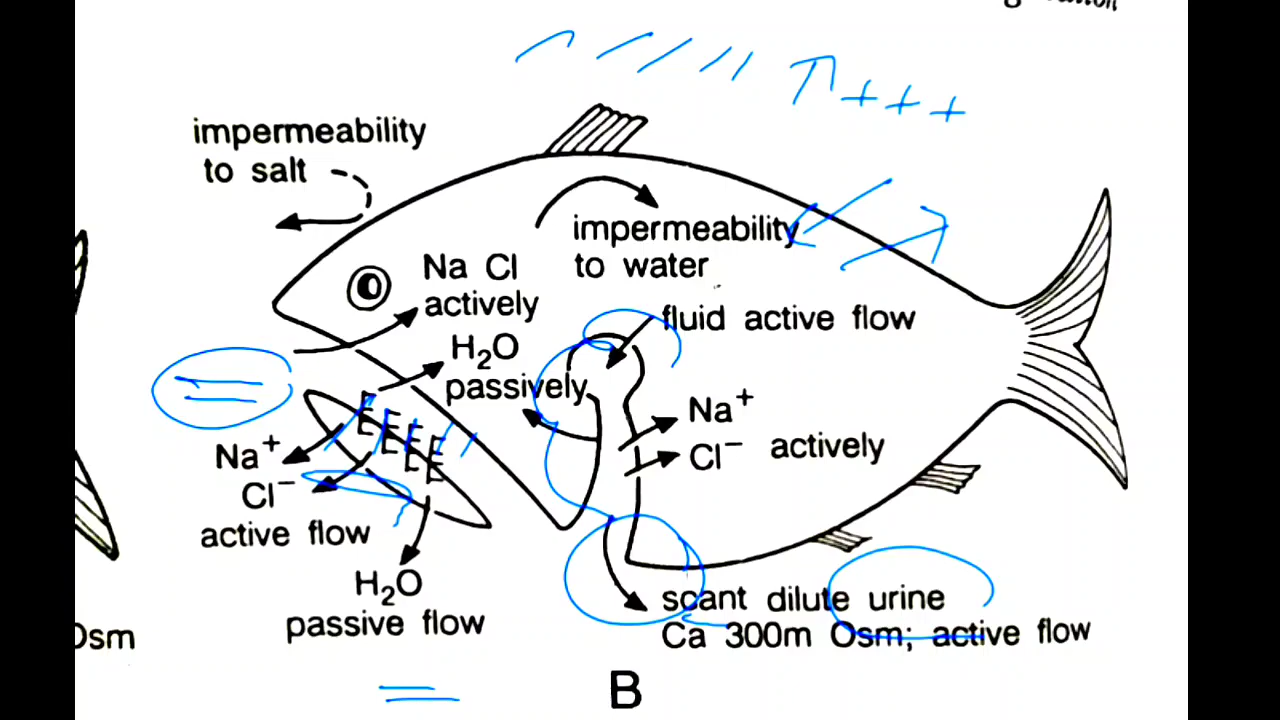 impermeability
to salt
impermeability
to water
Na Cl
actively
H₂O
passively
fluid active flow
Na⁺
Cl⁻ actively
Na⁺
Cl⁻
active flow
H₂O
passive flow
scant dilute urine
Ca 300m Osm; active flow
Osm
B